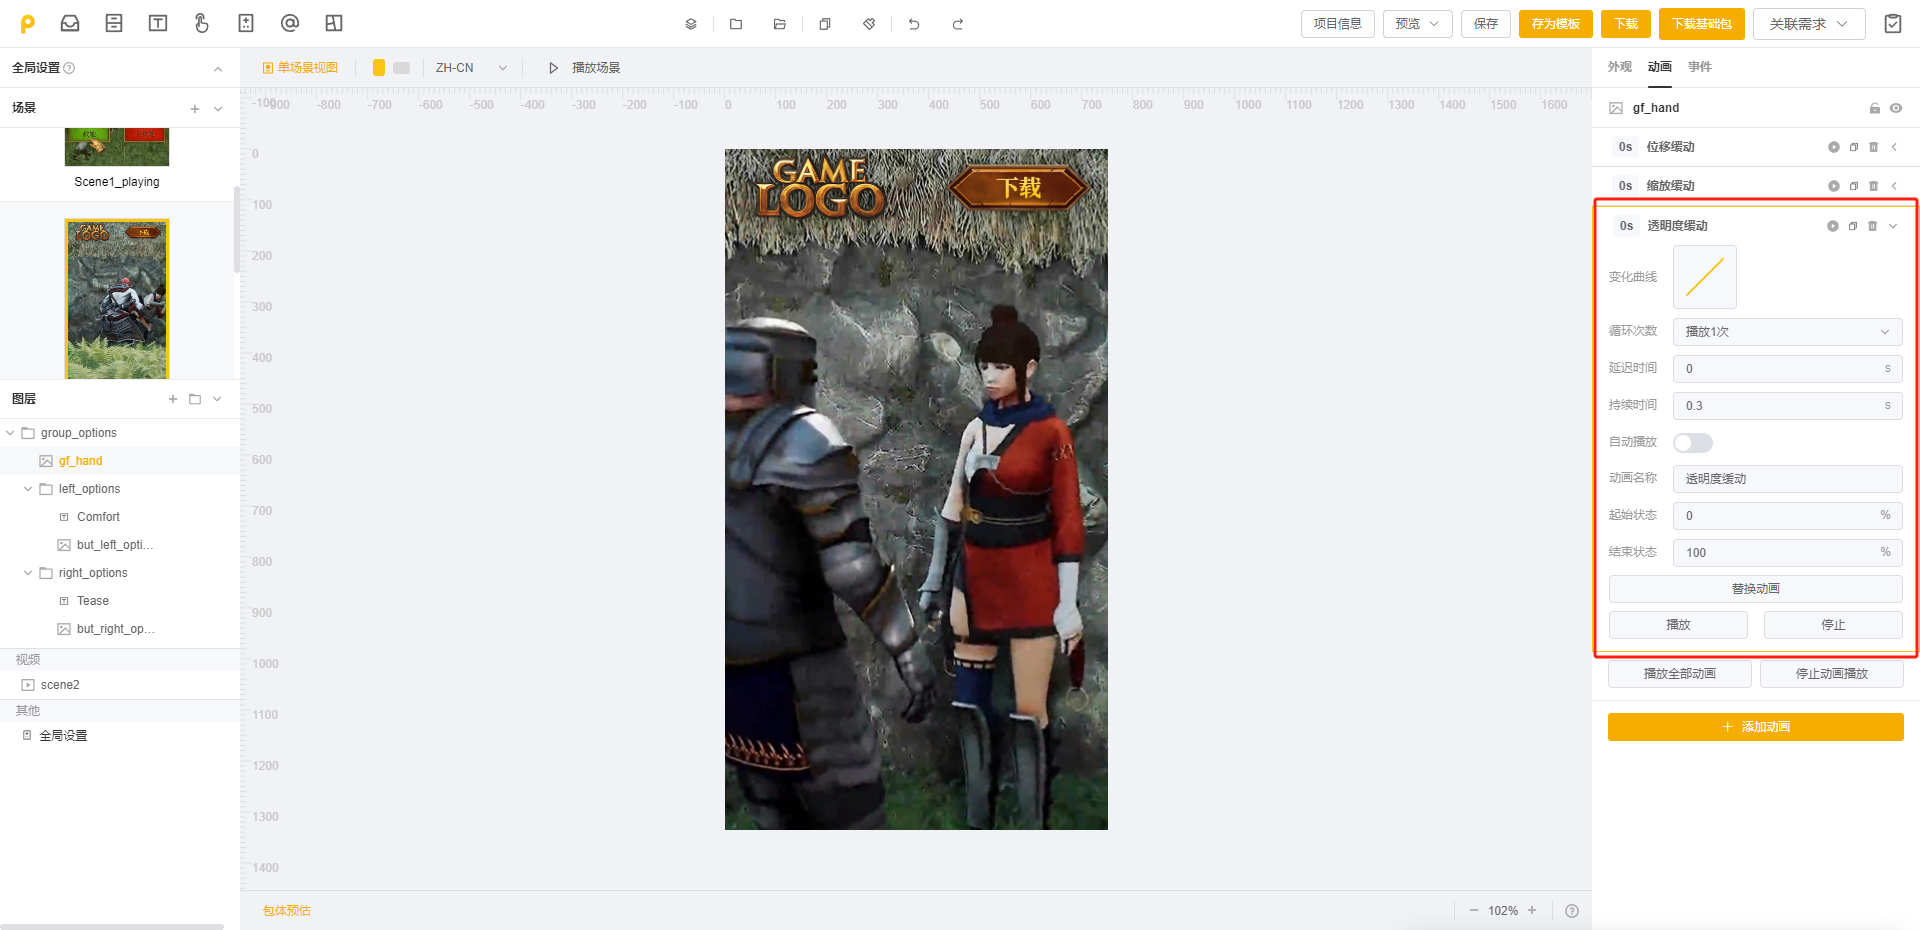 项目信息
预览
保存
存为模板
下载
下载基础包
关联需求
全局设置
单场景视图
ZH-CN
播放场景
外观
动画
事件
场景
-100
-900
-800
-700
-600
-500
-400
-300
-200
-100
0
100
200
300
400
500
600
700
800
900
1000
1100
1200
1300
1400
1500
1600
gf_hand
Scene1_playing
0
100
200
300
400
500
600
700
800
900
1000
1100
1200
1300
1400
GAME
LOGO
下载
GAME
LOGO
下载
0s
位移缓动
0s
缩放缓动
0s
透明度缓动
变化曲线
循环次数
播放1次
延迟时间
0
s
持续时间
0.3
s
自动播放
动画名称
透明度缓动
起始状态
0
%
结束状态
100
%
替换动画
播放
停止
播放全部动画
停止动画播放
添加动画
图层
group_options
gf_hand
left_options
Comfort
but_left_opti...
right_options
Tease
but_right_op...
视频
scene2
其他
全局设置
包体预估
102%